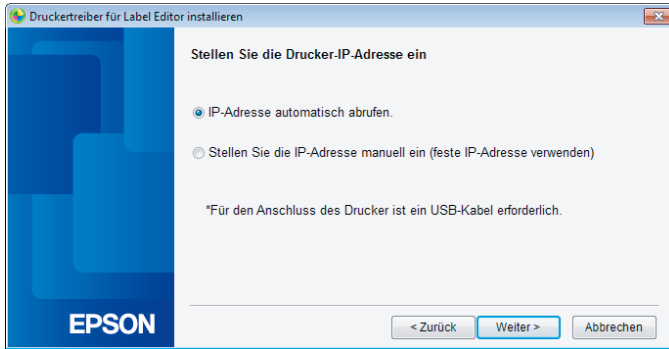 Druckertreiber für Label Editor installieren
Stellen Sie die Drucker-IP-Adresse ein
IP-Adresse automatisch abrufen.
Stellen Sie die IP-Adresse manuell ein (feste IP-Adresse verwenden)
*Für den Anschluss des Drucker ist ein USB-Kabel erforderlich.
EPSON
< Zurück Weiter > Abbrechen